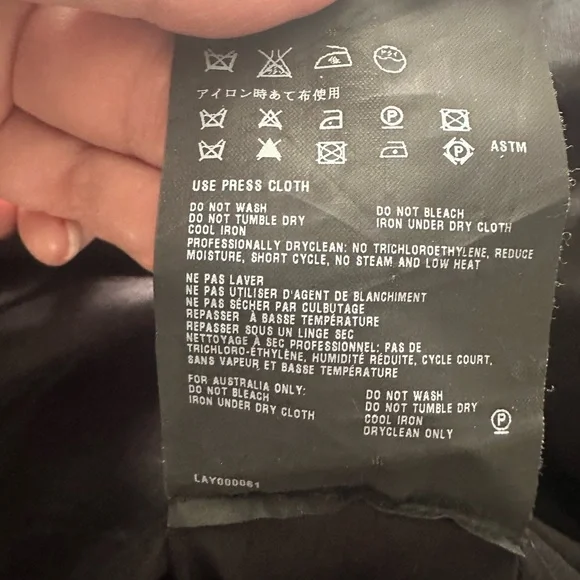 アイロン時あて布使用
P
P ASTM
USE PRESS CLOTH
DO NOT WASH DO NOT BLEACH
DO NOT TUMBLE DRY IRON UNDER DRY CLOTH
COOL IRON
PROFESSIONALLY DRYCLEAN: NO TRICHLOROETHYLENE, REDUCE
MOISTURE, SHORT CYCLE, NO STEAM AND LOW HEAT
NE PAS LAVER
NE PAS UTILISER D'AGENT DE BLANCHIMENT
NE PAS SÉCHER PAR CULBUTAGE
REPASSER À BASSE TEMPÉRATURE
REPASSER SOUS UN LINGE SEC
NETTOYAGE À SEC PROFESSIONNEL: PAS DE
TRICHLORO-ÉTHYLÈNE, HUMIDITÉ RÉDUITE, CYCLE COURT,
SANS VAPEUR ET BASSE TEMPÉRATURE
FOR AUSTRALIA ONLY: DO NOT WASH
DO NOT BLEACH DO NOT TUMBLE DRY
IRON UNDER DRY CLOTH COOL IRON P
DRYCLEAN ONLY
LAY000061